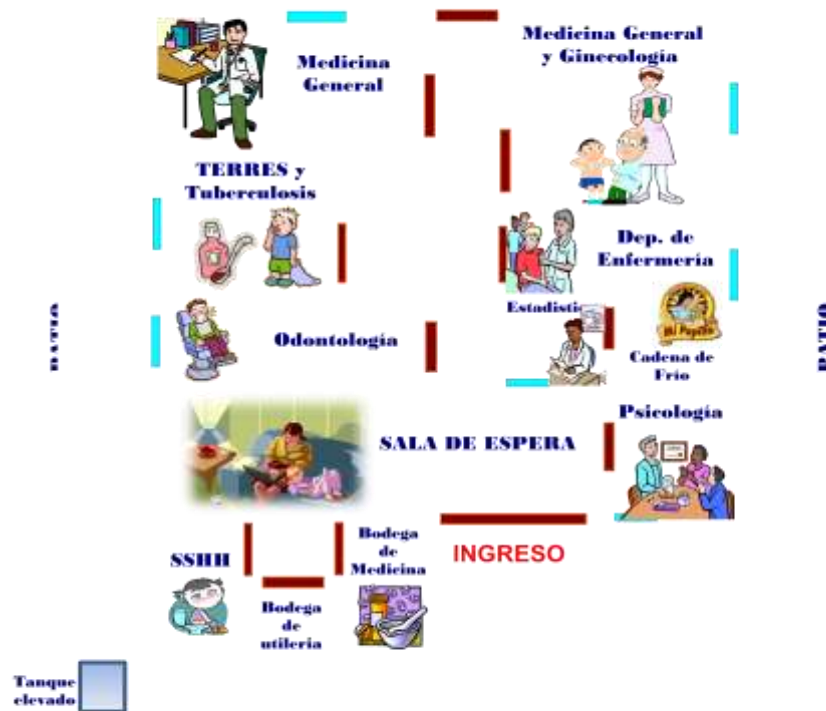 Medicina
General
Medicina General
y Ginecología
TERRES y
Tuberculosis
Dep. de
Enfermería
Odontología
Cadena de
Frío
Psicología
SALA DE ESPERA
SSHH
Bodega
de
Medicina
INGRESO
Bodega
de
utileria
Tanque
elevado